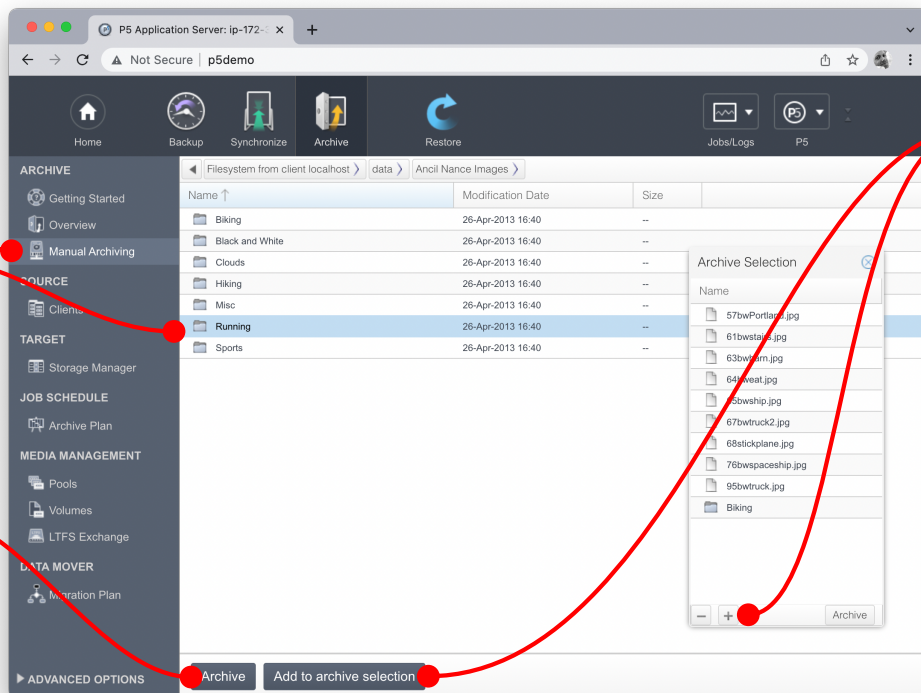 P5 Application Server: ip-172-
Not Secure | p5demo
Home
Backup
Synchronize
Archive
Restore
Jobs/Logs
P5
P5
ARCHIVE
Getting Started
Overview
Manual Archiving
SOURCE
Clients
TARGET
Storage Manager
JOB SCHEDULE
Archive Plan
MEDIA MANAGEMENT
Pools
Volumes
LTFS Exchange
DATA MOVER
Migration Plan
ADVANCED OPTIONS
Filesystem from client localhost data Ancil Nance Images
Name Modification Date Size
Biking 26-Apr-2013 16:40 --
Black and White 26-Apr-2013 16:40 --
Clouds 26-Apr-2013 16:40 --
Hiking 26-Apr-2013 16:40 --
Misc 26-Apr-2013 16:40 --
Running 26-Apr-2013 16:40 --
Sports 26-Apr-2013 16:40 --
Archive Selection
Name
57bwPortland.jpg
61bwstairs.jpg
63bwbarn.jpg
67bwtruck2.jpg
68stickplane.jpg
76bwspaceship.jpg
95bwtruck.jpg
Biking
Archive
Archive
Add to archive selection